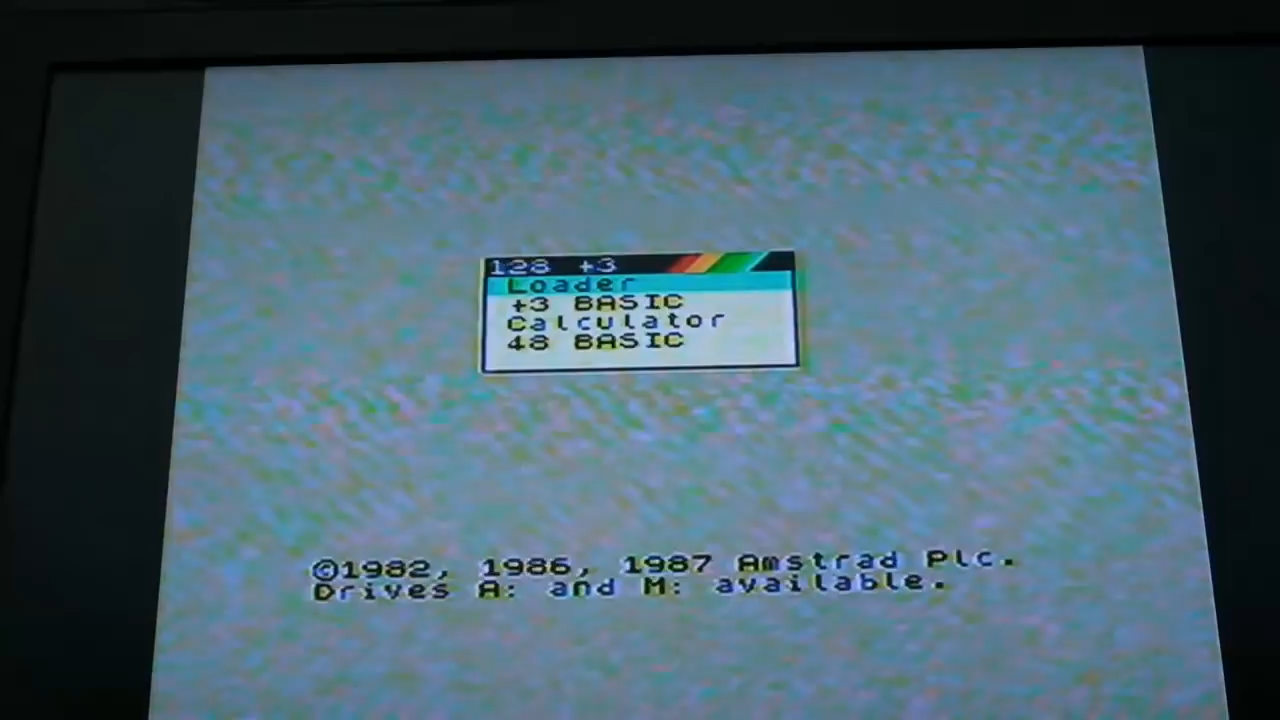 128 +3
Loader
+3 BASIC
Calculator
48 BASIC
©1982, 1986, 1987 Amstrad Plc.
Drives A: and M: available.